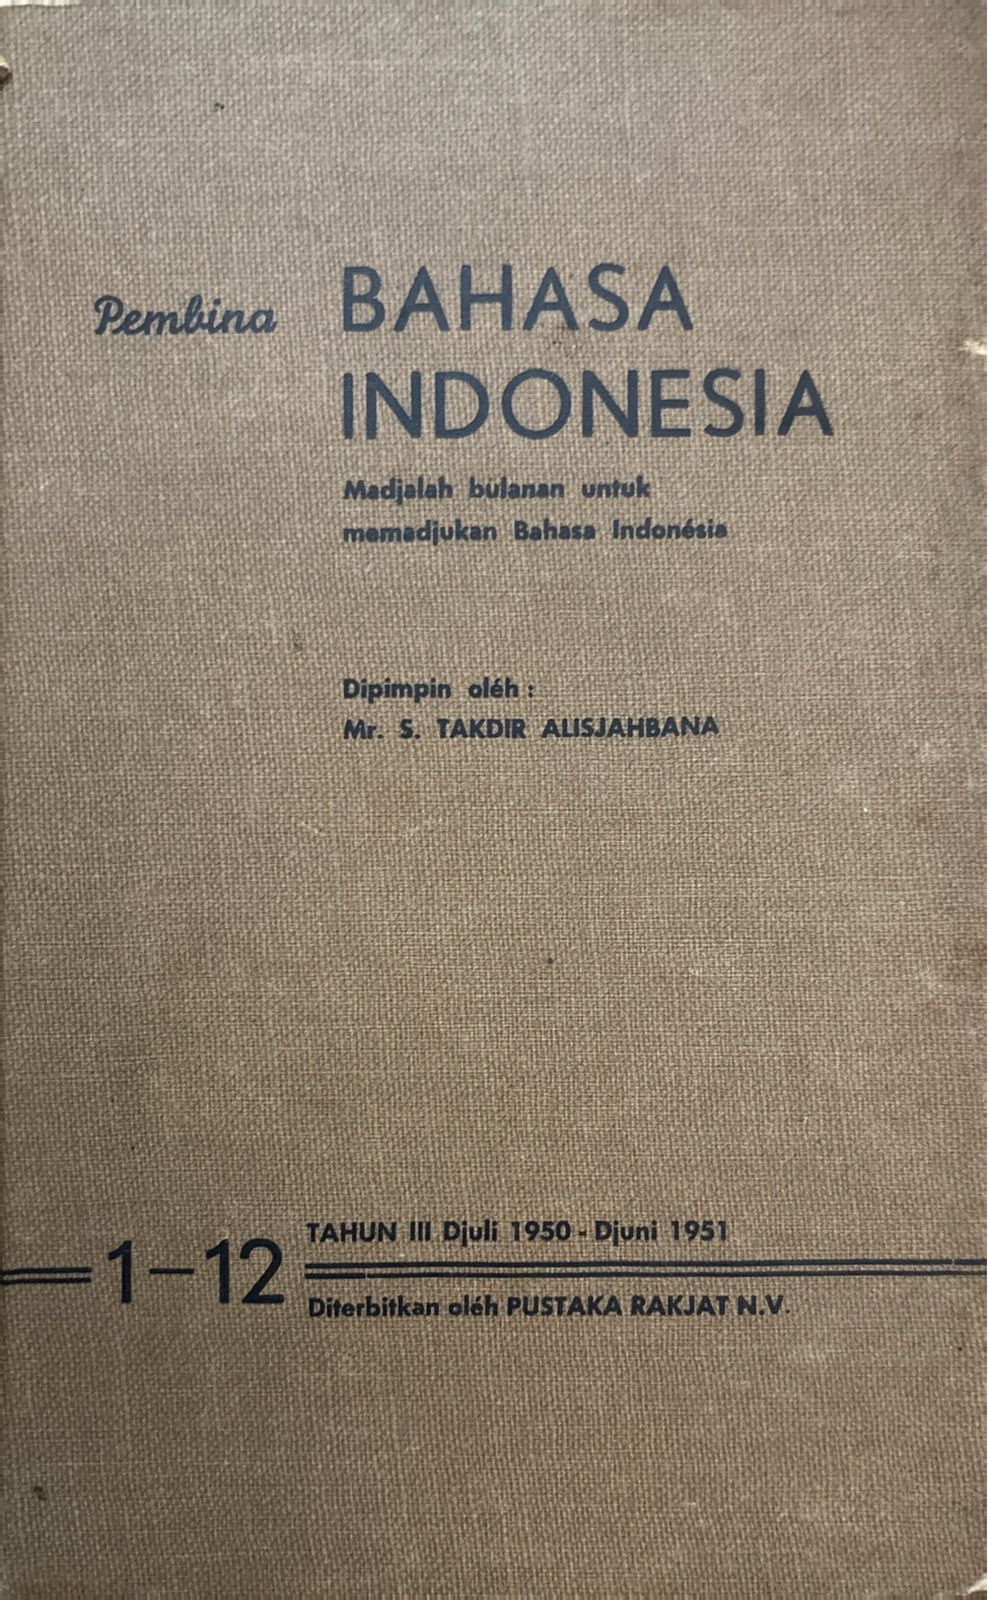 Pembina BAHASA
INDONESIA
Madjalah bulanan untuk
memadjukan Bahasa Indonésia
Dipimpin oléh :
Mr. S. TAKDIR ALISJAHBANA
TAHUN III Djuli 1950 - Djuni 1951
1–12
Diterbitkan oléh PUSTAKA RAKJAT N.V.